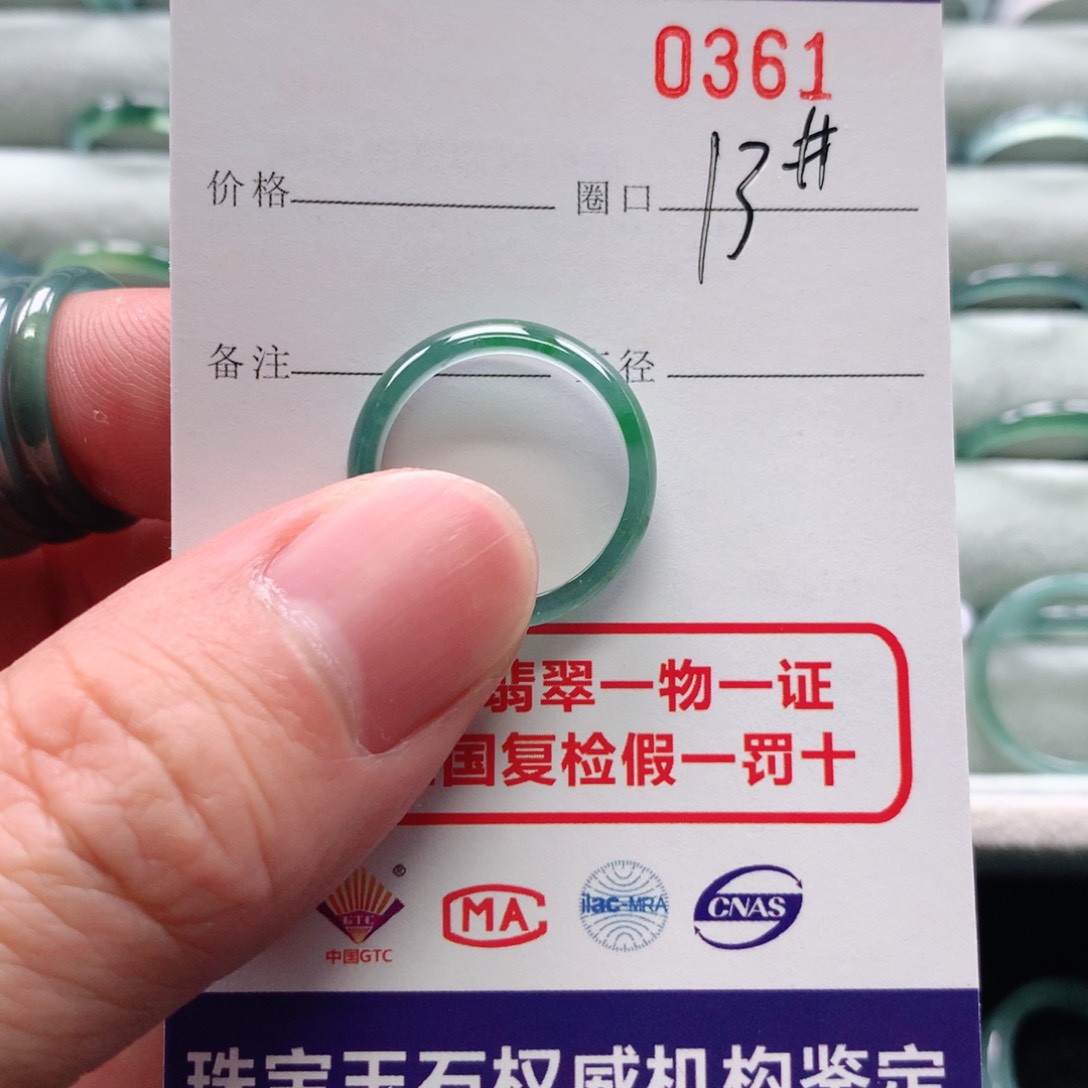 0361
价格 圈口 13#
备注 径
翡翠一物一证
国复检假一罚十
GTC ® MA ilac-MRA CNAS
中国GTC
珠宝玉石权威机构鉴定